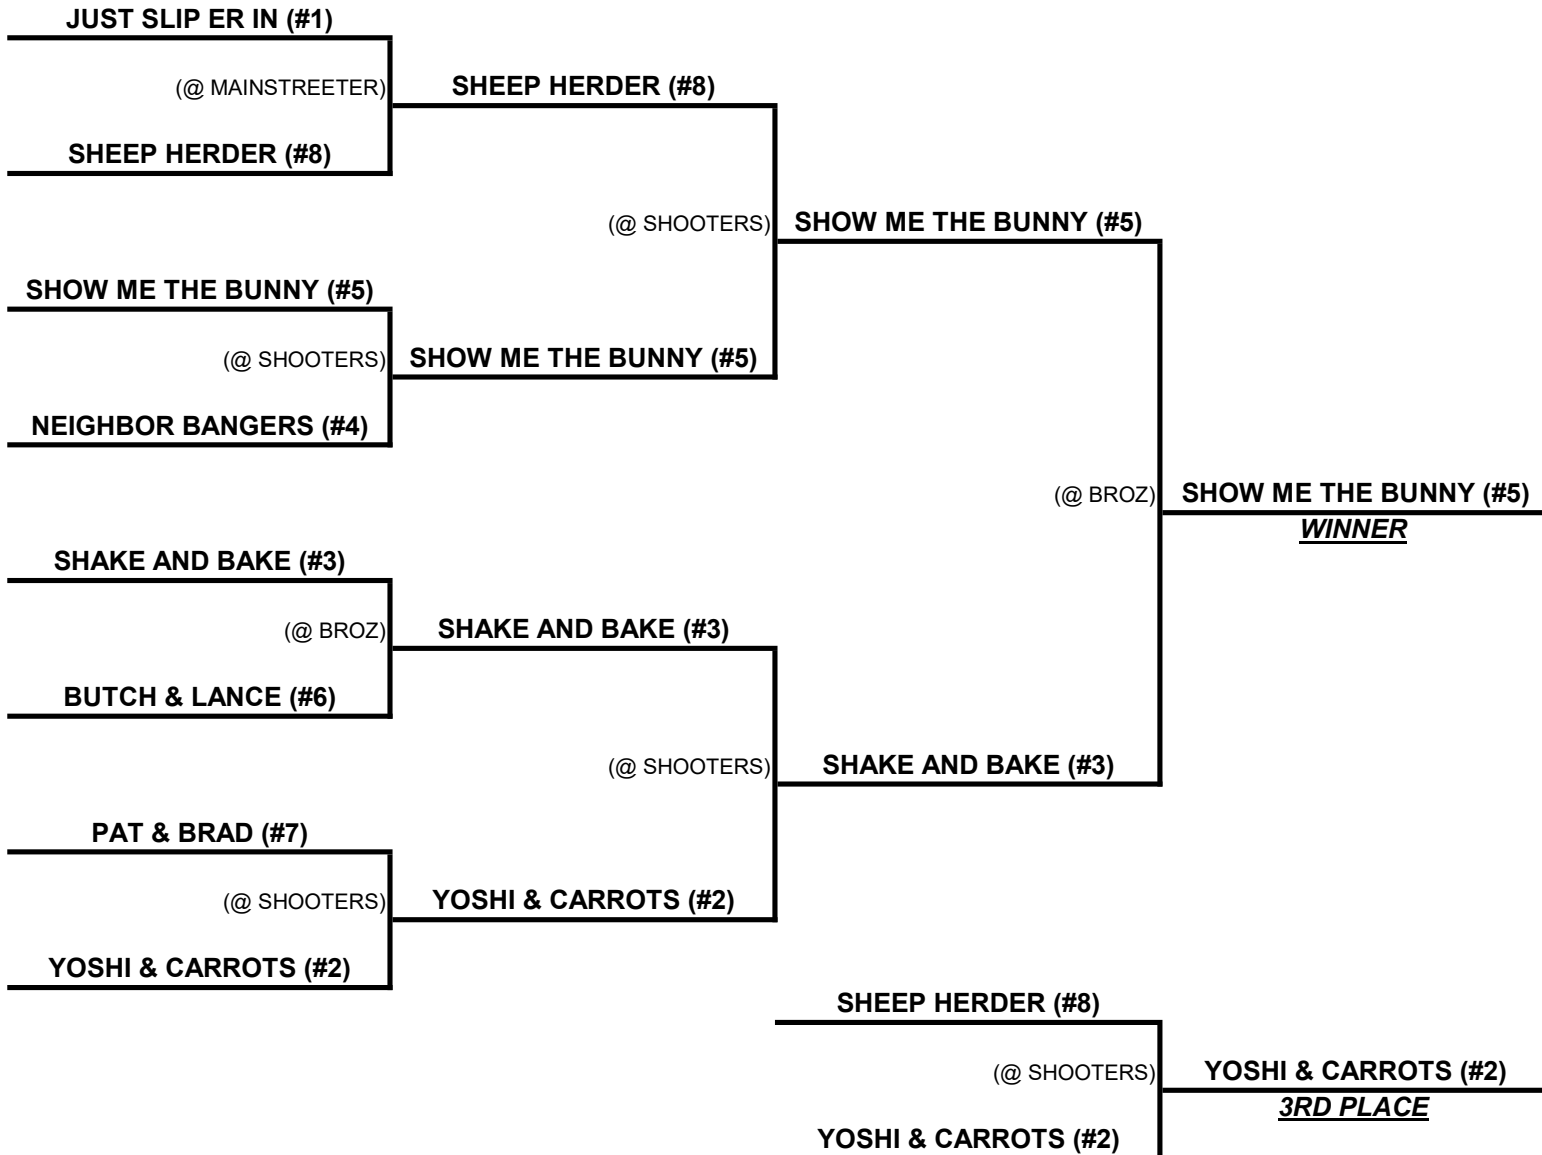 JUST SLIP ER IN (#1)
(@ MAINSTREETER)
SHEEP HERDER (#8)
SHEEP HERDER (#8)
(@ SHOOTERS)
SHOW ME THE BUNNY (#5)
SHOW ME THE BUNNY (#5)
(@ SHOOTERS)
SHOW ME THE BUNNY (#5)
NEIGHBOR BANGERS (#4)
(@ BROZ)
SHOW ME THE BUNNY (#5)
WINNER
SHAKE AND BAKE (#3)
(@ BROZ)
SHAKE AND BAKE (#3)
BUTCH & LANCE (#6)
(@ SHOOTERS)
SHAKE AND BAKE (#3)
PAT & BRAD (#7)
(@ SHOOTERS)
YOSHI & CARROTS (#2)
YOSHI & CARROTS (#2)
SHEEP HERDER (#8)
(@ SHOOTERS)
YOSHI & CARROTS (#2)
3RD PLACE
YOSHI & CARROTS (#2)